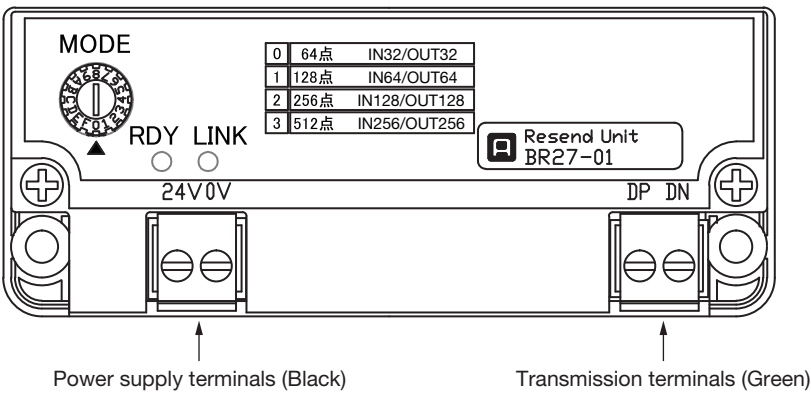 MODE
0 64点 IN32/OUT32
1 128点 IN64/OUT64
2 256点 IN128/OUT128
3 512点 IN256/OUT256
RDY LINK
Resend Unit
BR27-01
24V 0V
DP DN
Power supply terminals (Black)
Transmission terminals (Green)